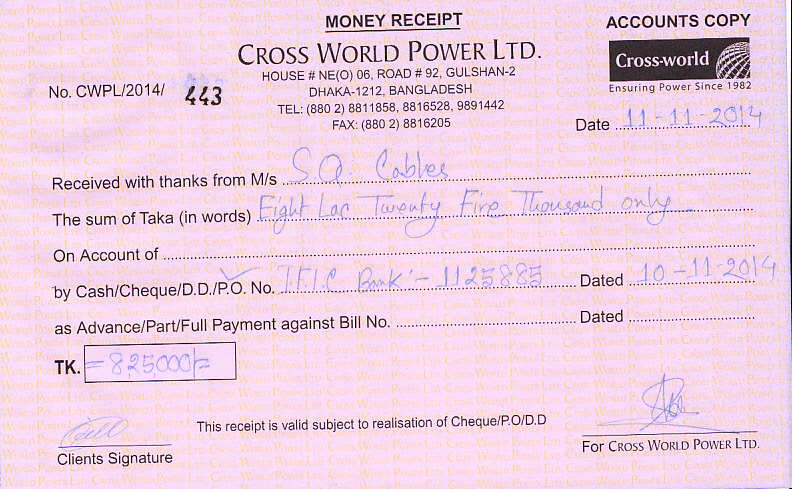 MONEY RECEIPT
ACCOUNTS COPY
CROSS WORLD POWER LTD.
Cross-world
Ensuring Power Since 1982
HOUSE # NE(O) 06, ROAD # 92, GULSHAN-2
DHAKA-1212, BANGLADESH
TEL: (880 2) 8811858, 8816528, 9891442
FAX: (880 2) 8816205
No. CWPL/2014/ 443
Date 11-11-2014
Received with thanks from M/s S.Q. Cables
The sum of Taka (in words) Eight Lac Twenty Five Thousand only
On Account of
by Cash/Cheque/D.D./P.O. No. I.F.I.C Bank - 1125885 Dated 10-11-2014
as Advance/Part/Full Payment against Bill No. Dated
TK. =825000/=
This receipt is valid subject to realisation of Cheque/P.O/D.D
Clients Signature
For CROSS WORLD POWER LTD.